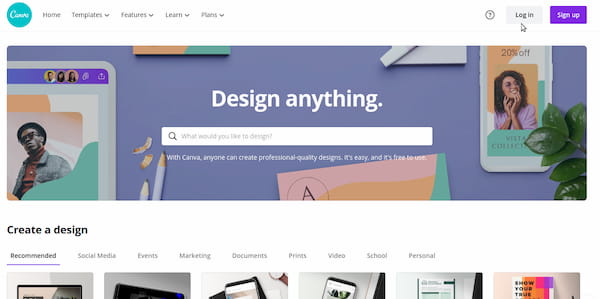 Canva
Home
Templates
Features
Learn
Plans
?
Log in
Sign up
20% off
Design anything.
What would you like to design?
VISTA
COLLECT
With Canva, anyone can create professional-quality designs. It's easy, and it's free to use.
A
Create a design
Recommended
Social Media
Events
Marketing
Documents
Prints
Video
School
Personal
SHOW
YOUR
TRUE